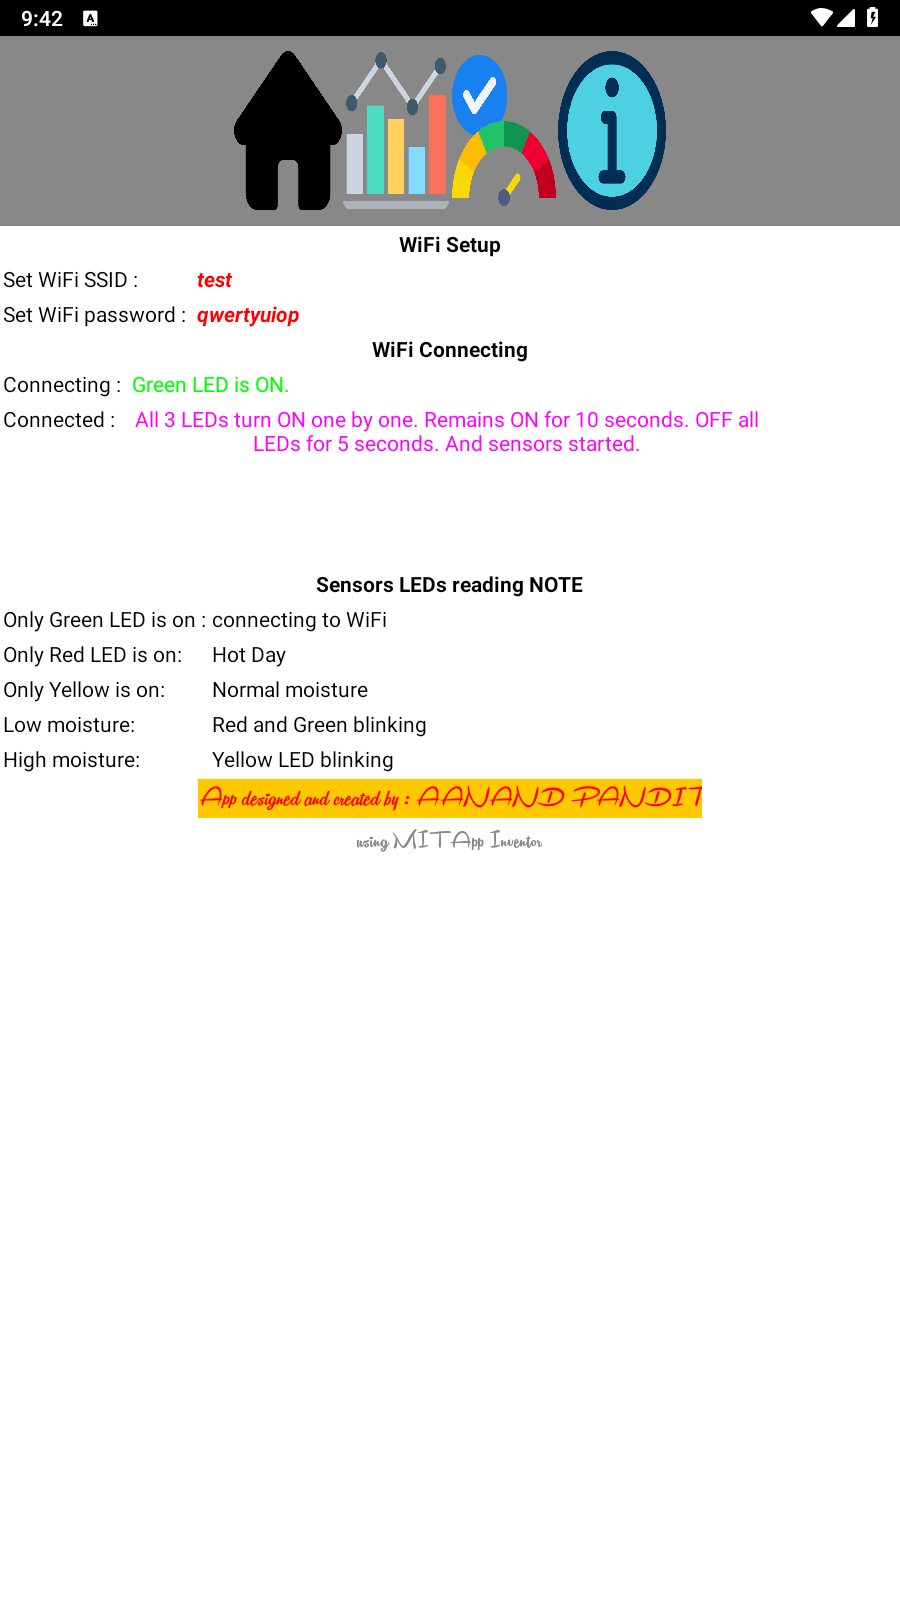 9:42
WiFi Setup
Set WiFi SSID : test
Set WiFi password : qwertyuiop
WiFi Connecting
Connecting : Green LED is ON.
Connected : All 3 LEDs turn ON one by one. Remains ON for 10 seconds. OFF all
LEDs for 5 seconds. And sensors started.
Sensors LEDs reading NOTE
Only Green LED is on : connecting to WiFi
Only Red LED is on: Hot Day
Only Yellow is on: Normal moisture
Low moisture: Red and Green blinking
High moisture: Yellow LED blinking
App designed and created by : AANAND PANDIT
using MIT App Inventor